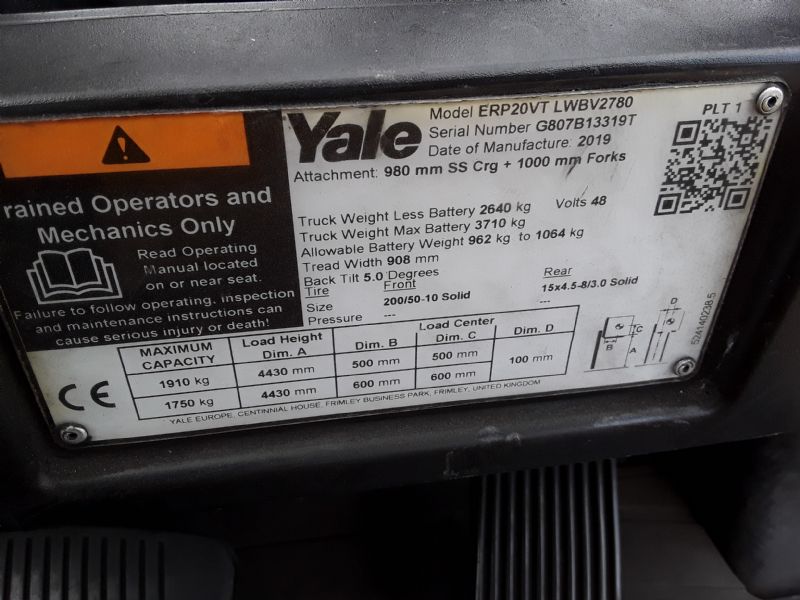 rained Operators and
Mechanics Only
Read Operating
Manual located
on or near seat.
Failure to follow operating, inspection
and maintenance instructions can
cause serious injury or death!
Yale
Model ERP20VT LWBV2780
Serial Number G807B13319T
Date of Manufacture: 2019
Attachment: 980 mm SS Crg + 1000 mm Forks
PLT 1
Truck Weight Less Battery 2640 kg Volts 48
Truck Weight Max Battery 3710 kg
Allowable Battery Weight 962 kg to 1064 kg
Tread Width 908 mm
Back Tilt 5.0 Degrees
Tire Front Rear
Size 200/50-10 Solid 15x4.5-8/3.0 Solid
Pressure --- ---
MAXIMUM CAPACITY Load Height Dim. A Load Center Dim. B Dim. C Dim. D
1910 kg 4430 mm 500 mm 500 mm 100 mm
1750 kg 4430 mm 600 mm 600 mm
CE
YALE EUROPE, CENTINNIAL HOUSE, FRIMLEY BUSINESS PARK, FRIMLEY, UNITED KINGDOM
D
B
C
A
524140238.5